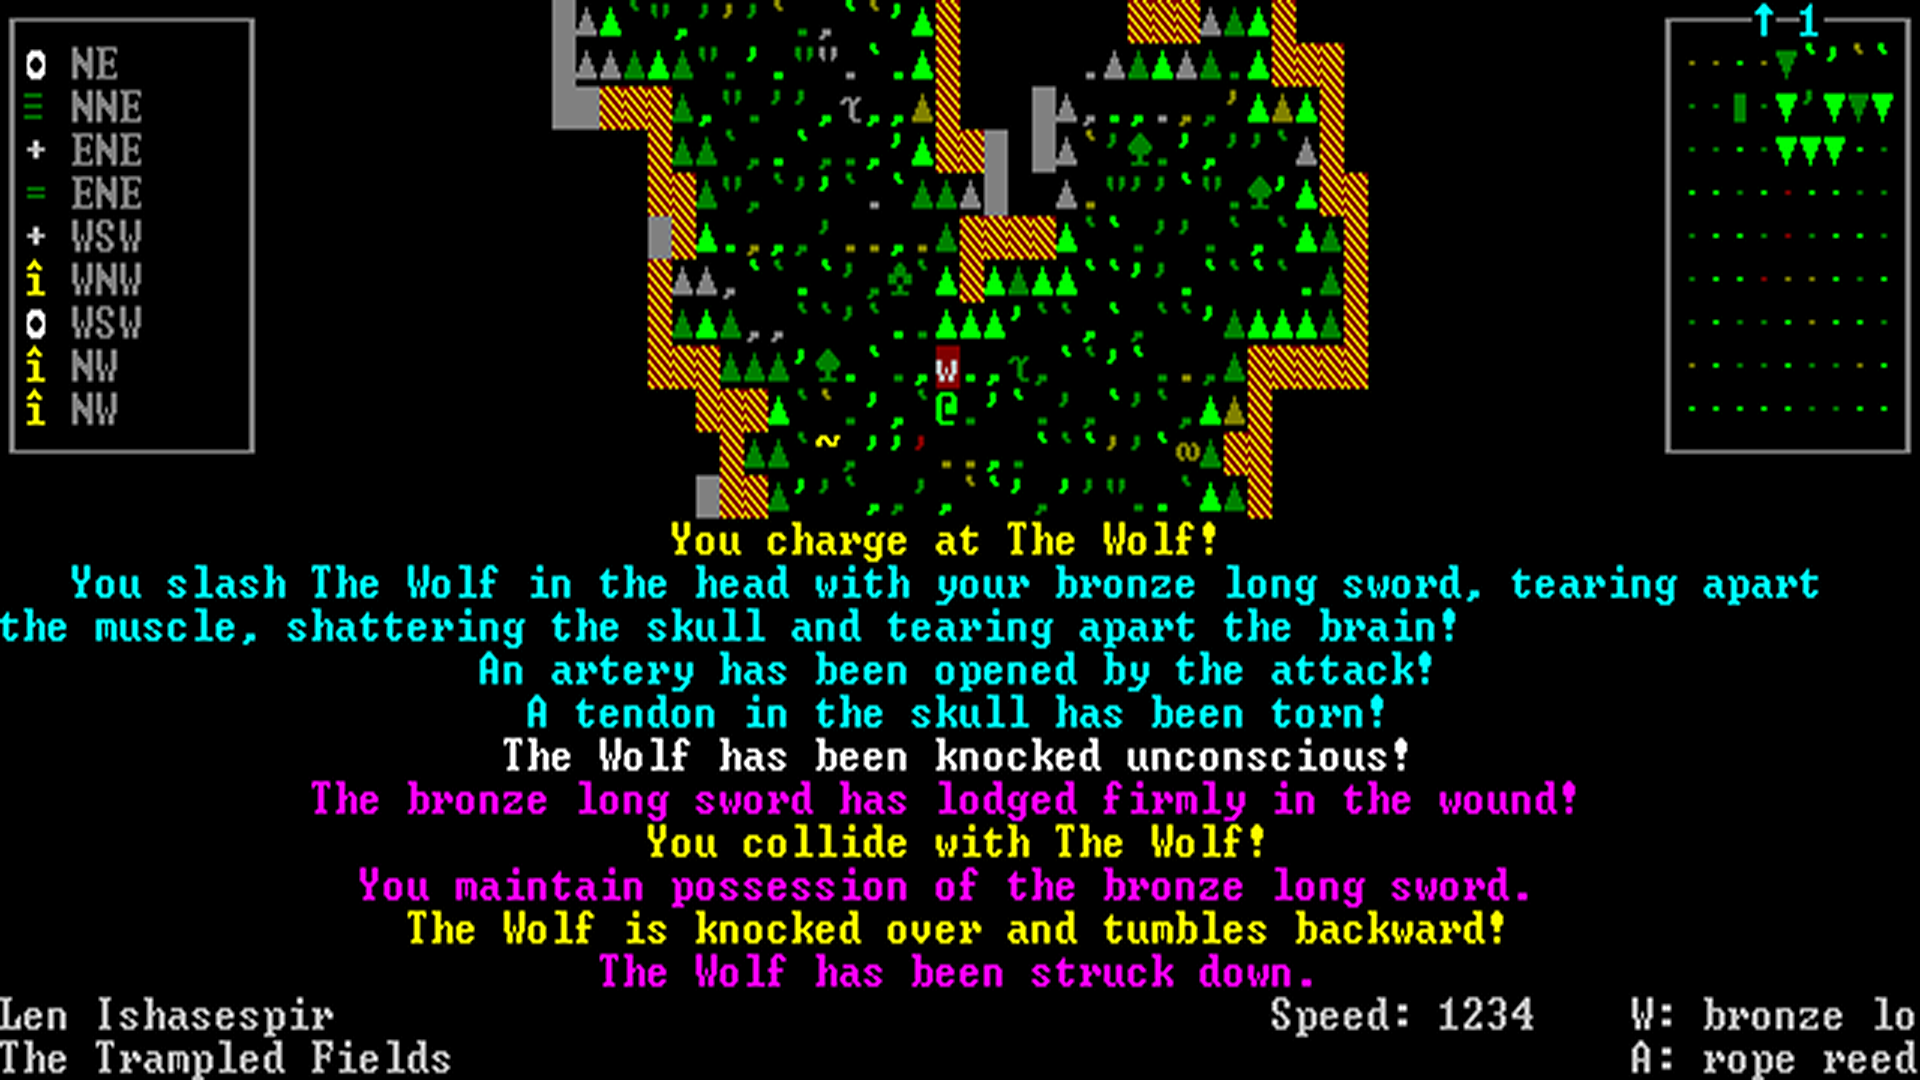 ↑ 1
NE
NNE
+ ENE
= ENE
+ WSW
î WNW
WSW
î NW
î NW
w
@
~
You charge at The Wolf!
You slash The Wolf in the head with your bronze long sword, tearing apart
the muscle, shattering the skull and tearing apart the brain!
An artery has been opened by the attack!
A tendon in the skull has been torn!
The Wolf has been knocked unconscious!
The bronze long sword has lodged firmly in the wound!
You collide with The Wolf!
You maintain possession of the bronze long sword.
The Wolf is knocked over and tumbles backward!
The Wolf has been struck down.
Len Ishasespir Speed: 1234 W: bronze lo
The Trampled Fields A: rope reed